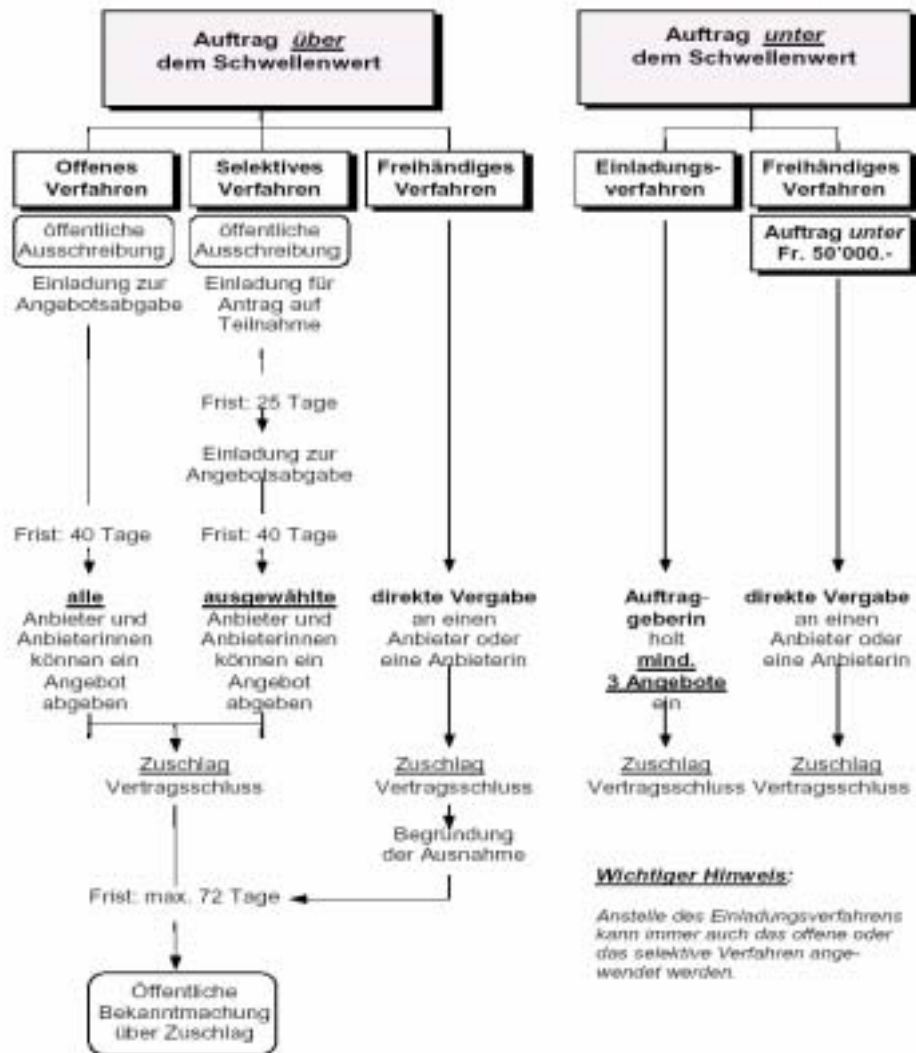 Auftrag über
dem Schwellenwert
Auftrag unter
dem Schwellenwert
Offenes
Verfahren
Selektives
Verfahren
Freihändiges
Verfahren
Einladungs-
verfahren
Freihändiges
Verfahren
öffentliche
Ausschreibung
öffentliche
Ausschreibung
Auftrag unter
Fr. 50'000.-
Einladung zur
Angebotsabgabe
Einladung für
Antrag auf
Teilnahme
Frist: 25 Tage
Einladung zur
Angebotsabgabe
Frist: 40 Tage
Frist: 40 Tage
alle
Anbieter und
Anbieterinnen
können ein
Angebot
abgeben
ausgewählte
Anbieter und
Anbieterinnen
können ein
Angebot
abgeben
direkte Vergabe
an einen
Anbieter oder
eine Anbieterin
Auftrag-
geberin
holt
mind.
3 Angebote
ein
direkte Vergabe
an einen
Anbieter oder
eine Anbieterin
Zuschlag
Vertragsschluss
Zuschlag
Vertragsschluss
Zuschlag
Vertragsschluss
Zuschlag
Vertragsschluss
Begründung
der Ausnahme
Frist: max. 72 Tage
Öffentliche
Bekanntmachung
über Zuschlag
Wichtiger Hinweis:
Anstelle des Einladungsverfahrens
kann immer auch das offene oder
das selektive Verfahren ange-
wendet werden.